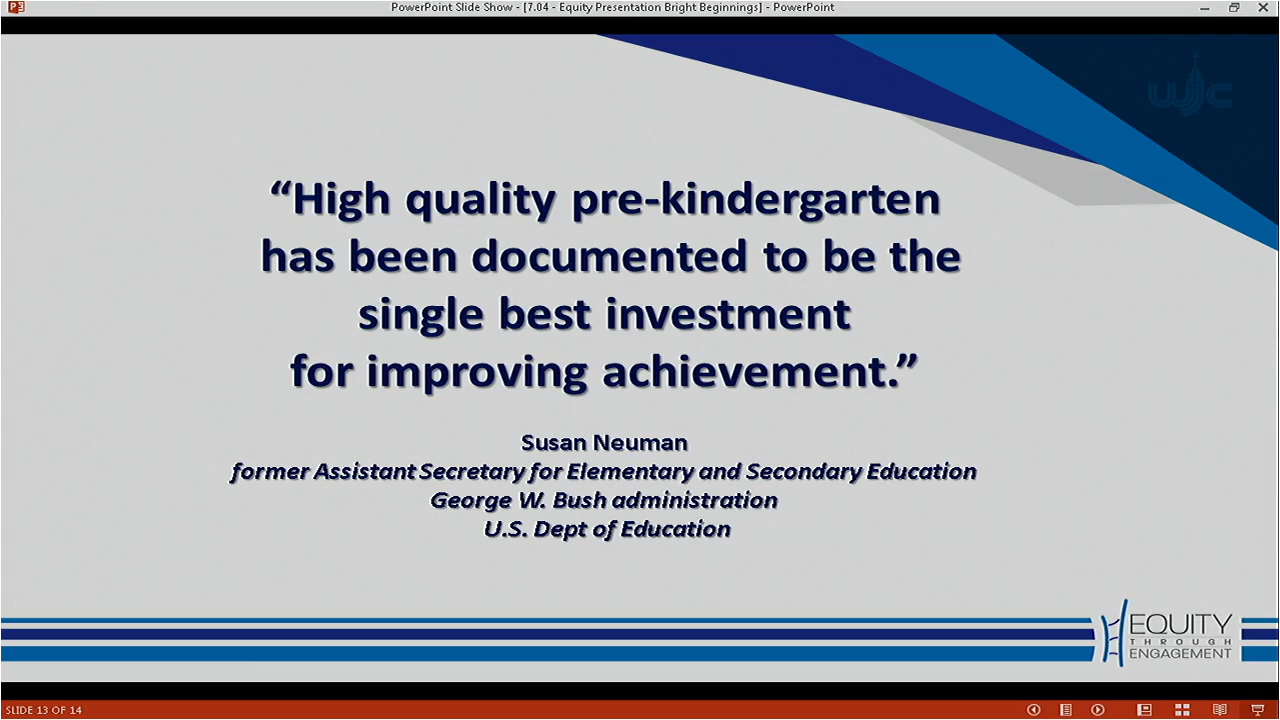 PowerPoint Slide Show - [7.04 - Equity Presentation Bright Beginnings] - PowerPoint
WJC
“High quality pre-kindergarten
has been documented to be the
single best investment
for improving achievement.”
Susan Neuman
former Assistant Secretary for Elementary and Secondary Education
George W. Bush administration
U.S. Dept of Education
EQUITY
THROUGH
ENGAGEMENT
SLIDE 13 OF 14